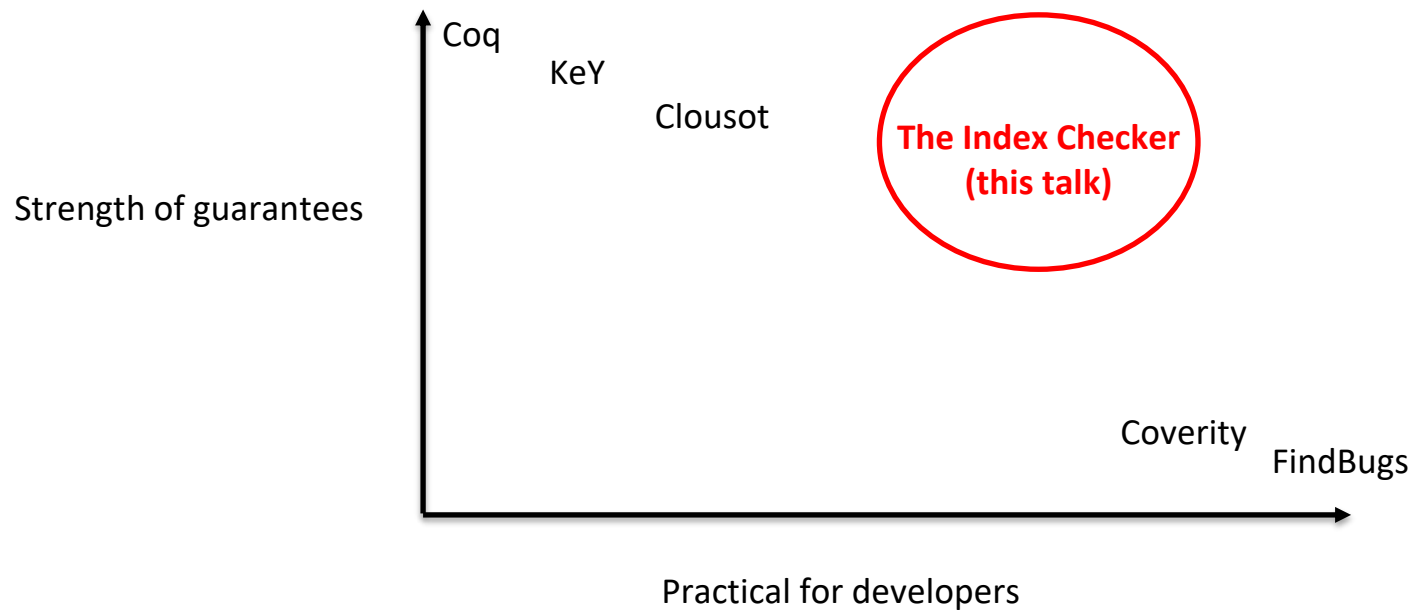 Coq
KeY
Clousot
The Index Checker
(this talk)
Strength of guarantees
Coverity
FindBugs
Practical for developers